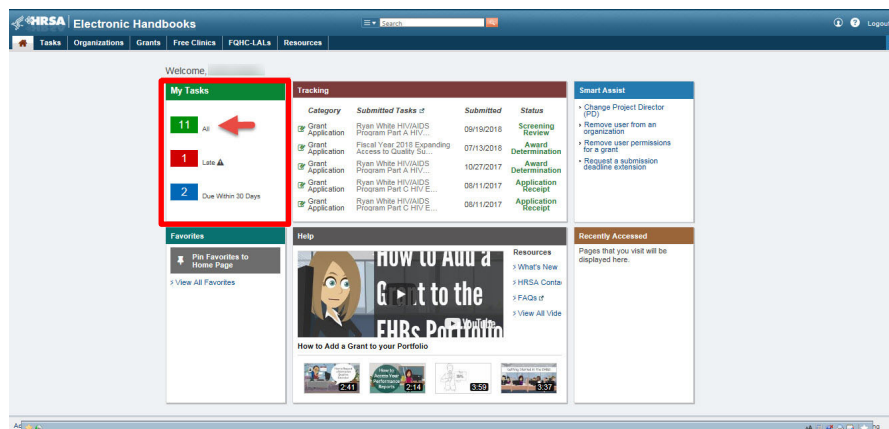 HRSA Electronic Handbooks
Search
Logout
Tasks Organizations Grants Free Clinics FQHC-LALs Resources
Welcome,
My Tasks
11 All
1 Late
2 Due Within 30 Days
Tracking
Category Submitted Tasks Submitted Status
Grant Application Ryan White HIV/AIDS Program Part A HIV... 09/19/2018 Screening Review
Grant Application Fiscal Year 2018 Expanding Access to Quality Su... 07/13/2018 Award Determination
Grant Application Ryan White HIV/AIDS Program Part A HIV... 10/27/2017 Award Determination
Grant Application Ryan White HIV/AIDS Program Part C HIV E... 08/11/2017 Application Receipt
Grant Application Ryan White HIV/AIDS Program Part C HIV E... 08/11/2017 Application Receipt
Smart Assist
Change Project Director (PD)
Remove user from an organization
Remove user permissions for a grant
Request a submission deadline extension
Favorites
Pin Favorites to Home Page
View All Favorites
Help
How to Add a
G t to the
EHRs Portfolio
YouTube
How to Add a Grant to your Portfolio
2:41
How to Access Your Performance Reports 2:14
3:59
3:37
Resources
What's New
HRSA Conta
FAQs
View All Vide
Recently Accessed
Pages that you visit will be displayed here.